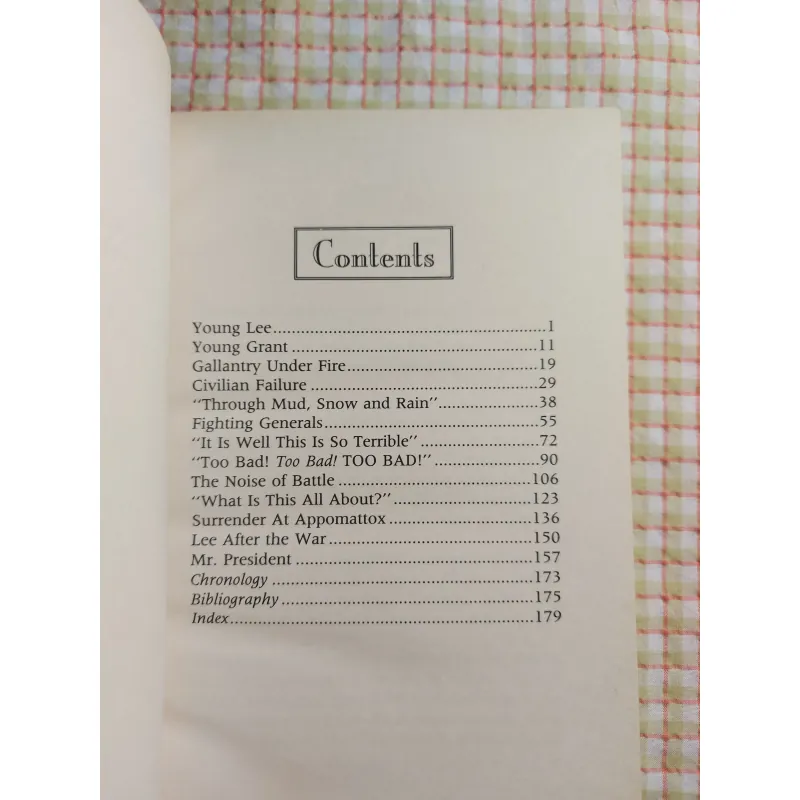 Contents
Young Lee.....................................................1
Young Grant ................................................11
Gallantry Under Fire.....................................19
Civilian Failure ............................................29
"Through Mud, Snow and Rain"....................38
Fighting Generals..........................................55
"It Is Well This Is So Terrible" .......................72
"Too Bad! Too Bad! TOO BAD!" .....................90
The Noise of Battle ......................................106
"What Is This All About?" ...........................123
Surrender At Appomattox ............................136
Lee After the War ........................................150
Mr. President ..............................................157
Chronology ..................................................173
Bibliography ................................................175
Index...........................................................179